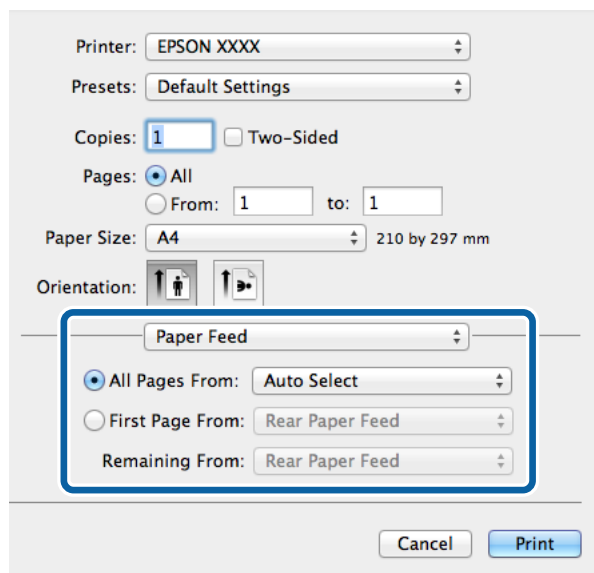 Printer: EPSON XXXX
Presets: Default Settings
Copies: 1 Two-Sided
Pages: All
From: 1 to: 1
Paper Size: A4 210 by 297 mm
Orientation:
Paper Feed
All Pages From: Auto Select
First Page From: Rear Paper Feed
Remaining From: Rear Paper Feed
Cancel Print